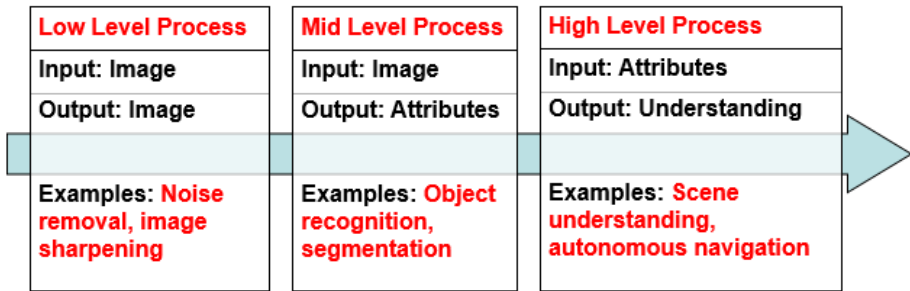 Low Level Process
Input: Image
Output: Image
Examples: Noise
removal, image
sharpening
Mid Level Process
Input: Image
Output: Attributes
Examples: Object
recognition,
segmentation
High Level Process
Input: Attributes
Output: Understanding
Examples: Scene
understanding,
autonomous navigation